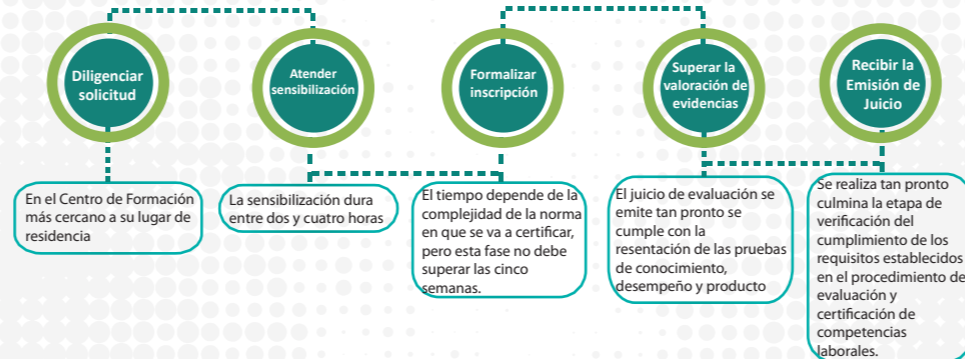 Diligenciar
solicitud
Atender
sensibilización
Formalizar
inscripción
Superar la
valoración de
evidencias
Recibir la
Emisión de
Juicio
En el Centro de Formación
más cercano a su lugar de
residencia
La sensibilización dura
entre dos y cuatro horas
El tiempo depende de la
complejidad de la norma
en que se va a certificar,
pero esta fase no debe
superar las cinco
semanas.
El juicio de evaluación se
emite tan pronto se
cumple con la
resentación de las pruebas
de conocimiento,
desempeño y producto
Se realiza tan pronto
culmina la etapa de
verificación del
cumplimiento de los
requisitos establecidos
en el procedimiento de
evaluación y
certificación de
competencias
laborales.